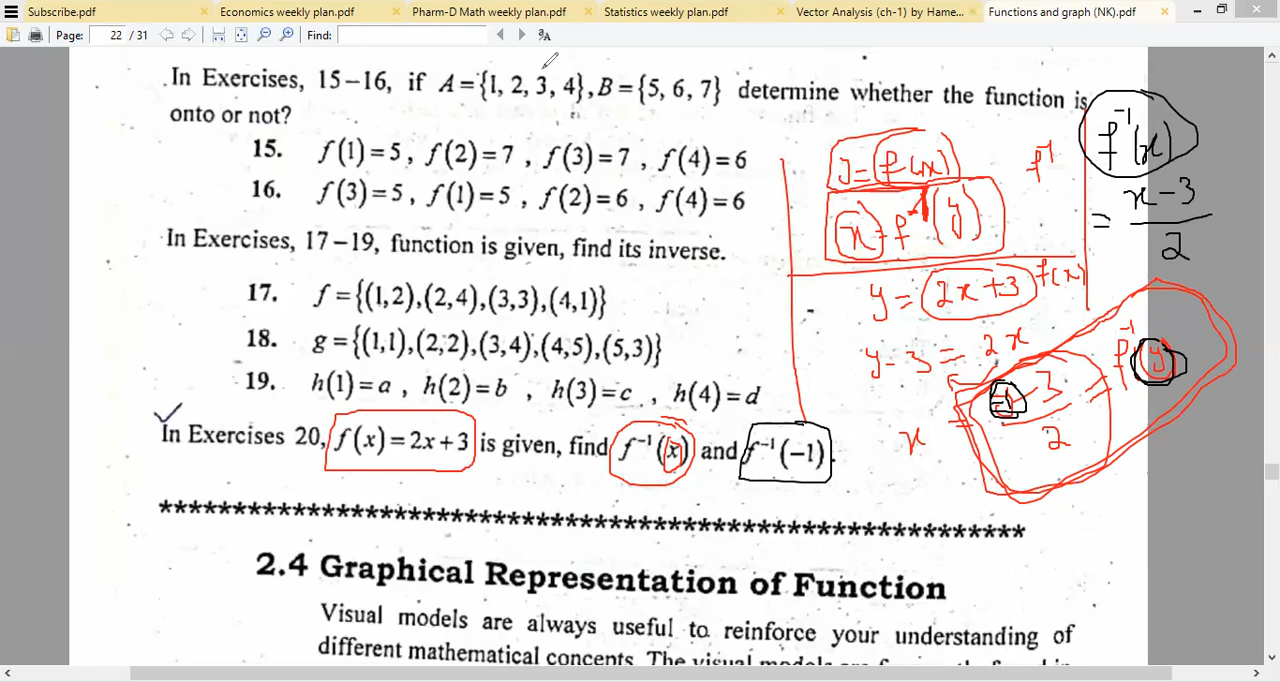 Subscribe.pdf
Economics weekly plan.pdf
Pharm-D Math weekly plan.pdf
Statistics weekly plan.pdf
Vector Analysis (ch-1) by Hame...
Functions and graph (NK).pdf
Page: 22 / 31 Find:
In Exercises, 15–16, if A={1, 2, 3, 4}, B={5, 6, 7} determine whether the function is
onto or not?
15. f(1)=5, f(2)=7, f(3)=7, f(4)=6
16. f(3)=5, f(1)=5, f(2)=6, f(4)=6
In Exercises, 17–19, function is given, find its inverse.
17. f={(1,2),(2,4),(3,3),(4,1)}
18. g={(1,1),(2,2),(3,4),(4,5),(5,3)}
19. h(1)=a, h(2)=b, h(3)=c, h(4)=d
In Exercises 20, f(x)=2x+3 is given, find f⁻¹(x) and f⁻¹(-1).
y = f(x)
x = f⁻¹(y)
f⁻¹
y = 2x+3 f(x)
y-3 = 2x
x = -1 - 3 / 2 = f⁻¹(y)
f⁻¹(x)
= x-3 / 2
************************************************************
2.4 Graphical Representation of Function
Visual models are always useful to reinforce your understanding of
different mathematical concepts. The visual